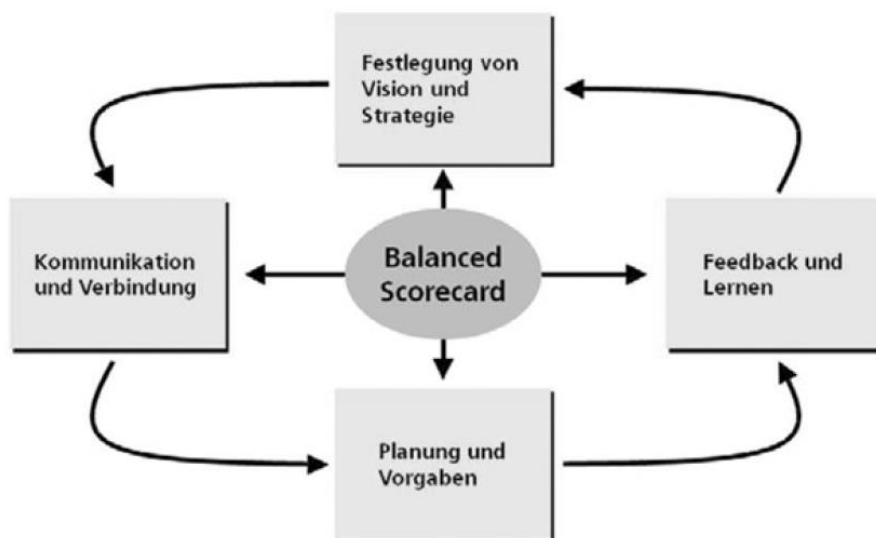 Festlegung von
Vision und
Strategie
Kommunikation
und Verbindung
Balanced
Scorecard
Feedback und
Lernen
Planung und
Vorgaben